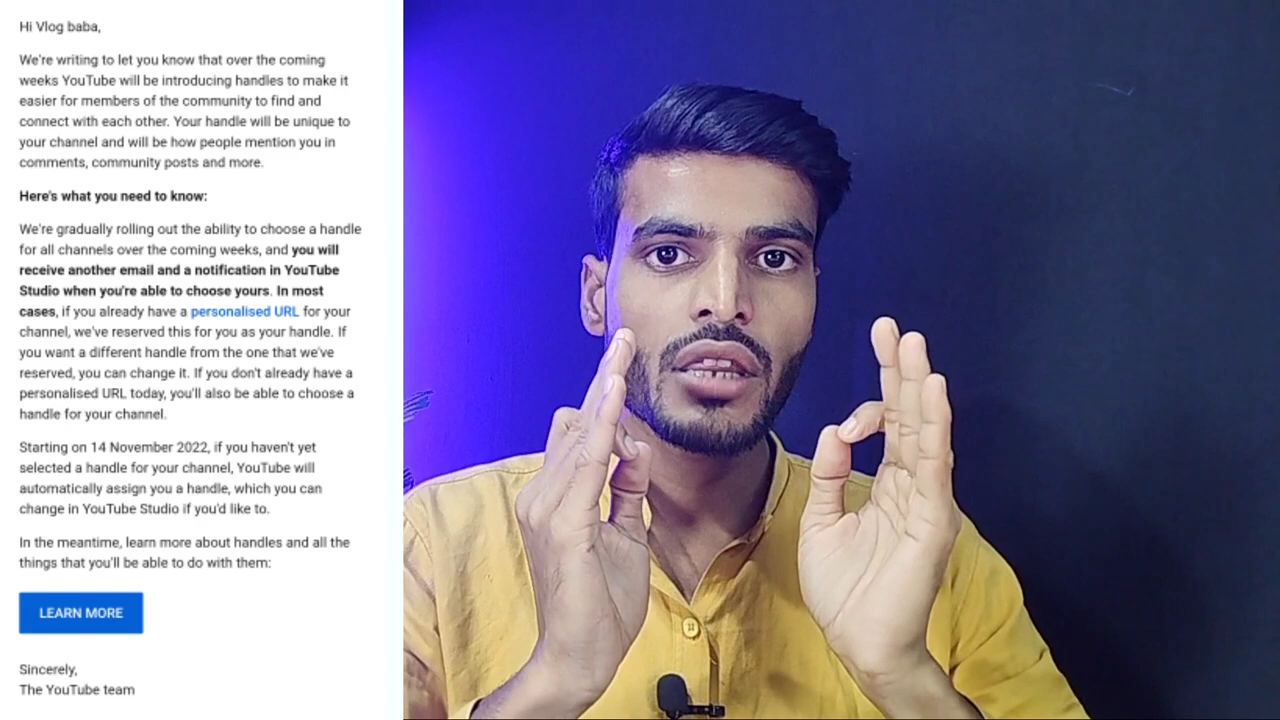 Hi Vlog baba,
We're writing to let you know that over the coming
weeks YouTube will be introducing handles to make it
easier for members of the community to find and
connect with each other. Your handle will be unique to
your channel and will be how people mention you in
comments, community posts and more.
Here's what you need to know:
We're gradually rolling out the ability to choose a handle
for all channels over the coming weeks, and you will
receive another email and a notification in YouTube
Studio when you're able to choose yours. In most
cases, if you already have a personalised URL for your
channel, we've reserved this for you as your handle. If
you want a different handle from the one that we've
reserved, you can change it. If you don't already have a
personalised URL today, you'll also be able to choose a
handle for your channel.
Starting on 14 November 2022, if you haven't yet
selected a handle for your channel, YouTube will
automatically assign you a handle, which you can
change in YouTube Studio if you'd like to.
In the meantime, learn more about handles and all the
things that you'll be able to do with them:
LEARN MORE
Sincerely,
The YouTube team